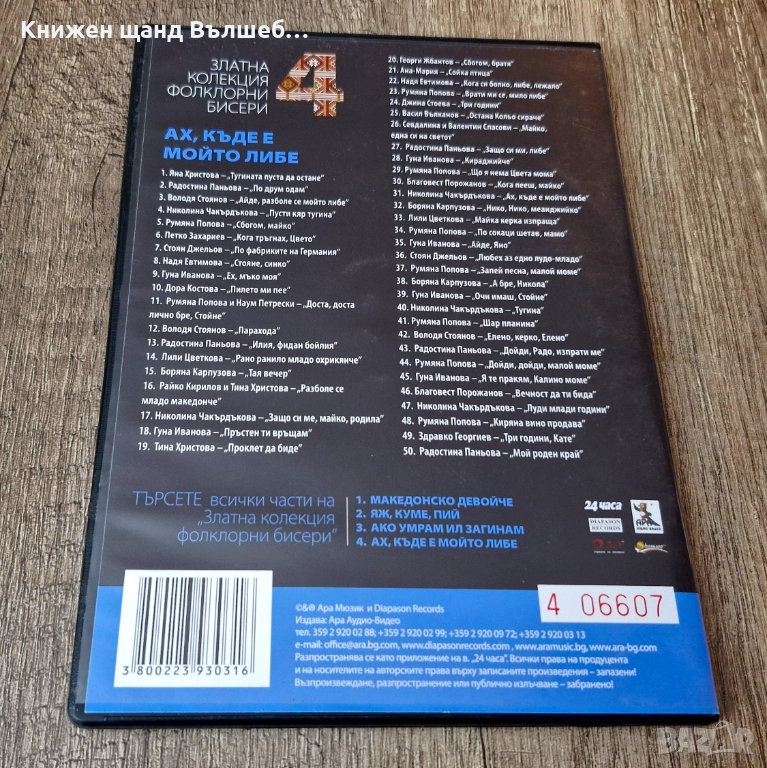 Книжен щанд Вълшеб...
ЗЛАТНА
КОЛЕКЦИЯ
ФОЛКЛОРНИ
БИСЕРИ
4
АХ, КЪДЕ Е
МОЙТО ЛИБЕ
1. Яна Христова – „Тугината пуста да остане“
2. Радостина Паньова – „По друм одам“
3. Володя Стоянов – „Айде, разболе се мойто либе“
4. Николина Чакърдъкова – „Пусти кяр тугина“
5. Румяна Попова – „Сбогом, майко“
6. Петко Захариев – „Кога тръгнах, Цвето“
7. Стоян Джельов – „По фабриките на Германия“
8. Надя Евтимова – „Стояне, синко“
9. Гуна Иванова – „Ех, мъко моя“
10. Дора Костова – „Пилето ми пее“
11. Румяна Попова и Наум Петрески – „Доста, доста
лично бре, Стойне“
12. Володя Стоянов – „Парахода“
13. Радостина Паньова – „Илия, фидан бойлия“
14. Лили Цветкова – „Рано ранило младо охрикянче“
15. Боряна Карпузова – „Тая вечер“
16. Райко Кирилов и Тина Христова – „Разболе се
младо македонче“
17. Николина Чакърдъкова – „Защо си ме, майко, родила“
18. Гуна Иванова – „Пръстен ти връщам“
19. Тина Христова – „Проклет да биде“
20. Георги Жбантов – „Сбогом, братя“
21. Ана-Мария – „Сойка птица“
22. Надя Евтимова – „Кога си болно, либе, лежало“
23. Румяна Попова – „Врати ми се, мило либе“
24. Джина Стоева – „Три години“
25. Васил Вълканов – „Остана Кольо сираче“
26. Севдалина и Валентин Спасови – „Майко,
една си на светот“
27. Радостина Паньова – „Защо си ми, либе“
28. Гуна Иванова – „Кираджийче“
29. Румяна Попова – „Що я нема Цвета мома“
30. Благовест Порожанов – „Кога пееш, майко“
31. Николина Чакърдъкова – „Ах, къде е мойто либе“
32. Боряна Карпузова – „Нико, Нико, меанджийко“
33. Лили Цветкова – „Майка керка изпраща“
34. Румяна Попова – „По сокаци шетав, мамо“
35. Гуна Иванова – „Айде, Яно“
36. Стоян Джельов – „Любех аз едно лудо-младо“
37. Румяна Попова – „Запей песна, малой моме“
38. Боряна Карпузова – „А бре, Никола“
39. Гуна Иванова – „Очи имаш, Стойне“
40. Николина Чакърдъкова – „Тугина“
41. Румяна Попова – „Шар планина“
42. Володя Стоянов – „Елено, керко, Елено“
43. Радостина Паньова – „Дойди, Радо, изпрати ме“
44. Румяна Попова – „Дойди, дойди, малой моме“
45. Гуна Иванова – „Я те пракям, Калино моме“
46. Благовест Порожанов – „Вечност да ти бида“
47. Николина Чакърдъкова – „Луди млади години“
48. Румяна Попова – „Киряна вино продава“
49. Здравко Георгиев – „Три години, Кате“
50. Радостина Паньова – „Мой роден край“
ТЪРСЕТЕ всички части на
„Златна колекция
фолклорни бисери“
1. МАКЕДОНСКО ДЕВОЙЧЕ
2. ЯЖ, КУМЕ, ПИЙ
3. АКО УМРАМ ИЛ ЗАГИНАМ
4. АХ, КЪДЕ Е МОЙТО ЛИБЕ
24 часа
DIAPASON
RECORDS
АРА
3 800223 930316
4 06607
©&® Ара Мюзик и Diapason Records
Издава: Ара Аудио-Видео
тел. 359 2 920 02 88; +359 2 920 02 99; +359 2 920 09 72; +359 2 920 03 13
e-mail: office@ara.bg.com, www.diapasonrecords.com , www.aramusic.bg, www.ara-bg.com
Разпространява се като приложение на в. „24 часа“. Всички права на продуцента
и на носителите на авторските права върху записаните произведения – запазени!
Възпроизвеждане, разпространение или публично излъчване – забранено!
БАЗАР